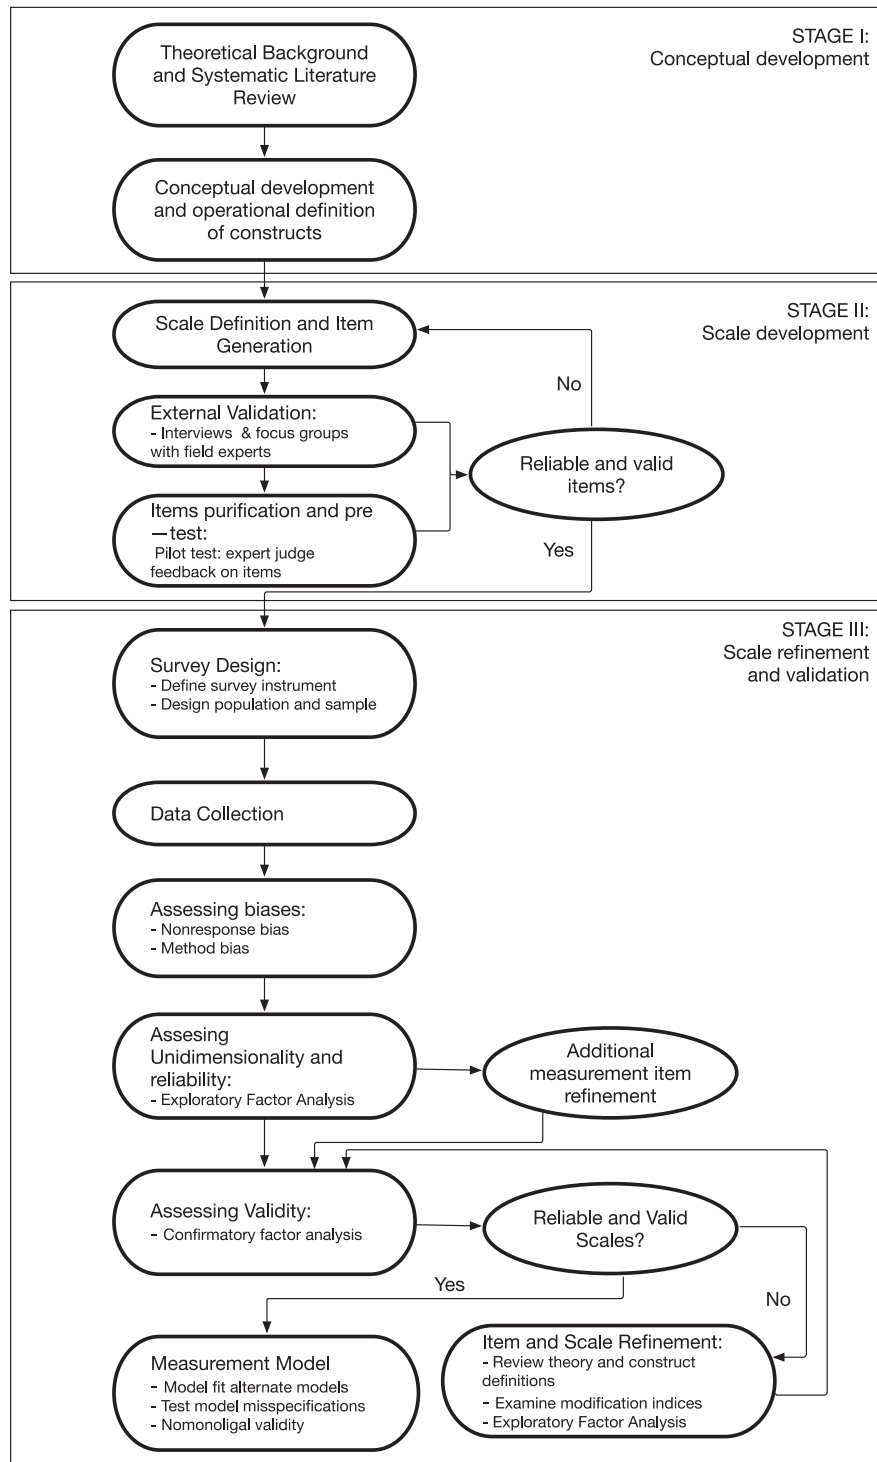 STAGE I:
Conceptual development
Theoretical Background
and Systematic Literature
Review
Conceptual development
and operational definition
of constructs
STAGE II:
Scale development
Scale Definition and Item
Generation
No
External Validation:
- Interviews & focus groups
with field experts
Reliable and valid
items?
Items purification and pre
—test:
Pilot test: expert judge
feedback on items
Yes
STAGE III:
Scale refinement
and validation
Survey Design:
- Define survey instrument
- Design population and sample
Data Collection
Assessing biases:
- Nonresponse bias
- Method bias
Assesing
Unidimensionality and
reliability:
- Exploratory Factor Analysis
Additional
measurement item
refinement
Assessing Validity:
- Confirmatory factor analysis
Reliable and Valid
Scales?
Yes
No
Measurement Model
- Model fit alternate models
- Test model misspecifications
- Nomonoligal validity
Item and Scale Refinement:
- Review theory and construct
definitions
- Examine modification indices
- Exploratory Factor Analysis